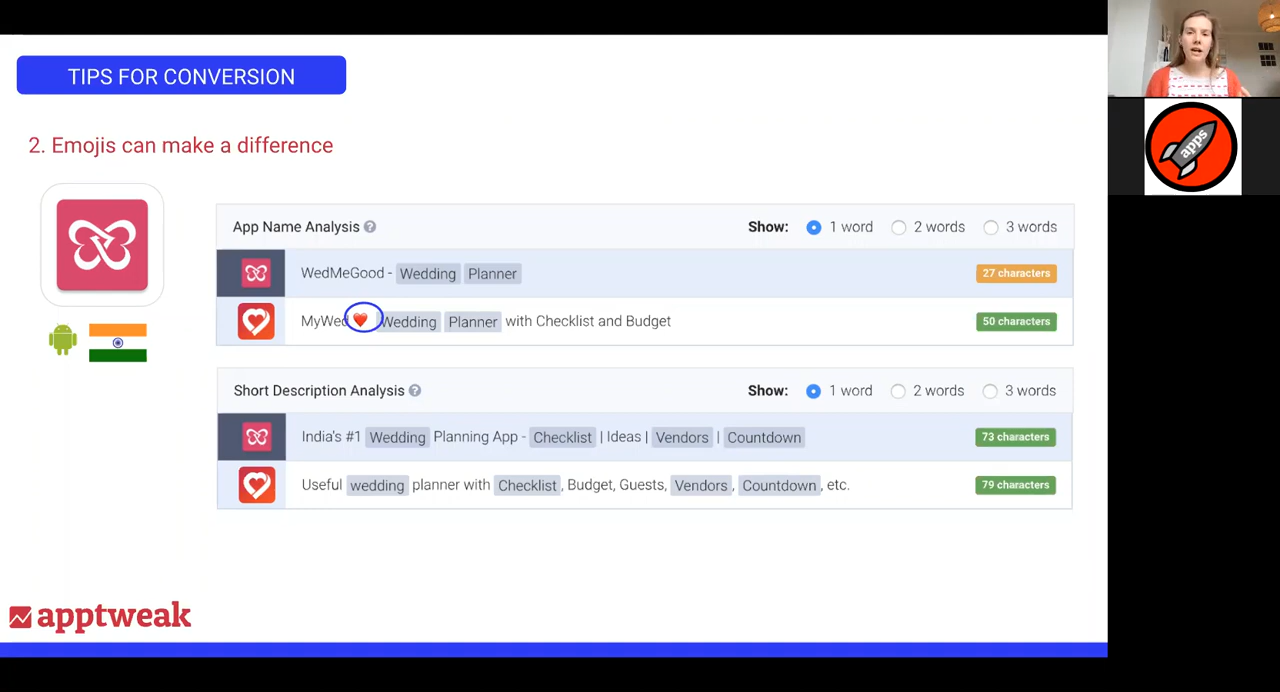 TIPS FOR CONVERSION
2. Emojis can make a difference
App Name Analysis ?
Show: 1 word 2 words 3 words
WedMeGood - Wedding Planner
27 characters
MyWed❤️ Wedding Planner with Checklist and Budget
50 characters
Short Description Analysis ?
Show: 1 word 2 words 3 words
India's #1 Wedding Planning App - Checklist | Ideas | Vendors | Countdown
73 characters
Useful wedding planner with Checklist, Budget, Guests, Vendors, Countdown, etc.
79 characters
apptweak
apps